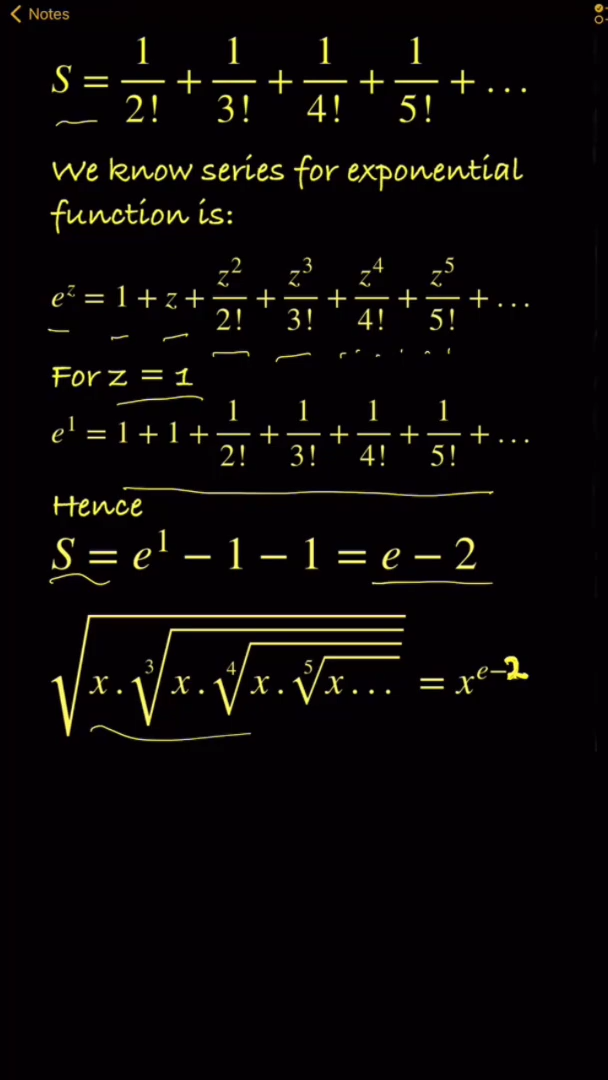 Notes
S = 1/2! + 1/3! + 1/4! + 1/5! + ...
We know series for exponential
function is:
e^z = 1 + z + z^2/2! + z^3/3! + z^4/4! + z^5/5! + ...
For z = 1
e^1 = 1 + 1 + 1/2! + 1/3! + 1/4! + 1/5! + ...
Hence
S = e^1 − 1 − 1 = e − 2
√(x . ∛(x . ∜(x . ⁵√(x ...)))) = x^(e−2)